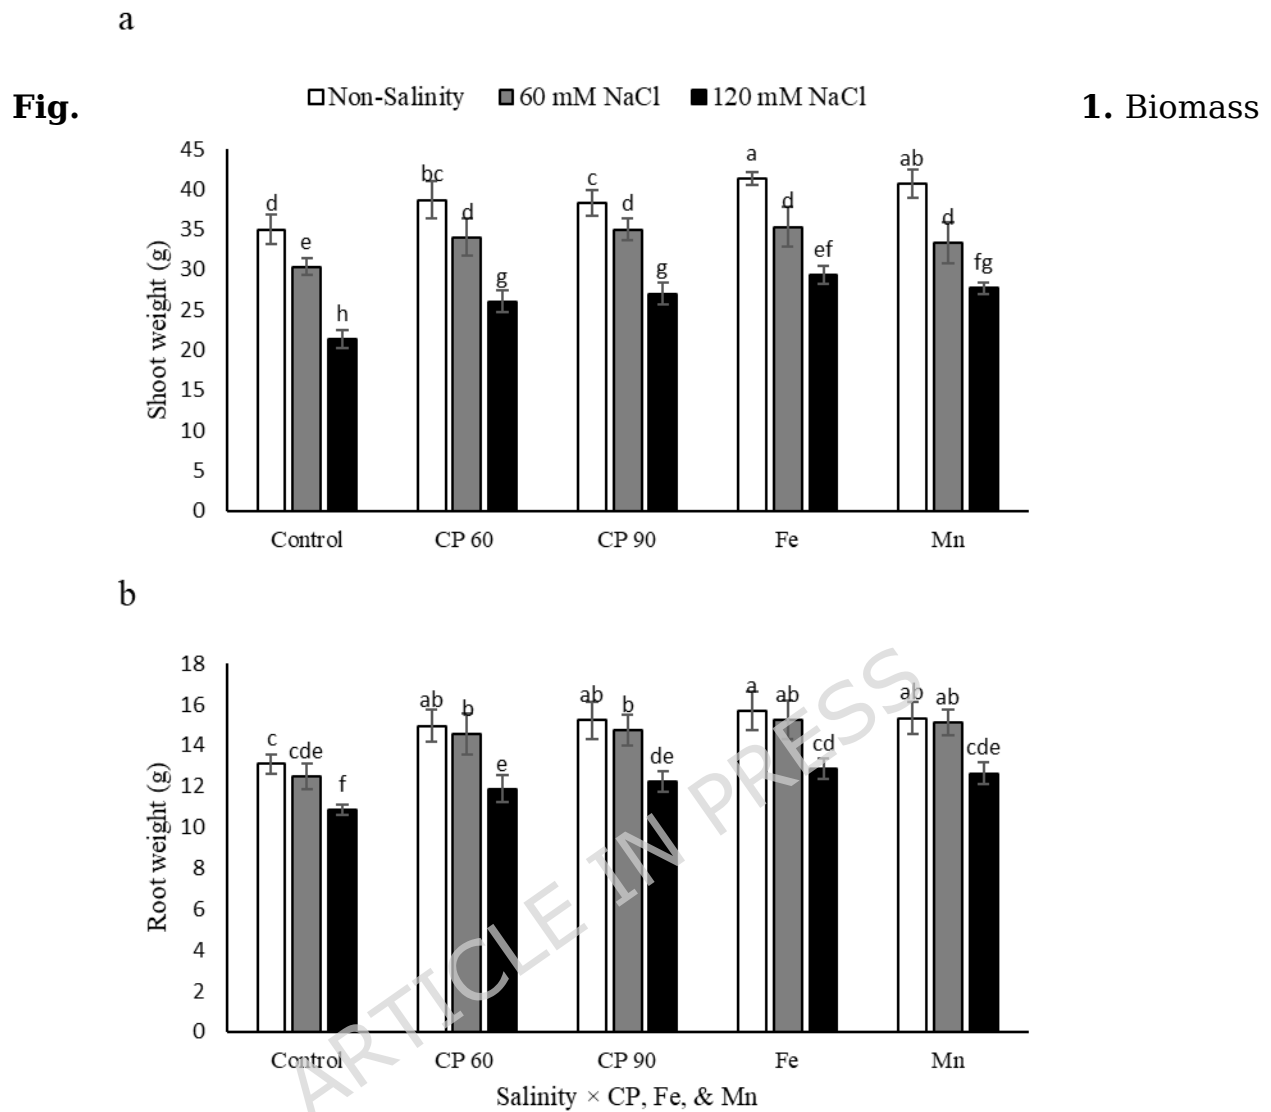 a
Non-Salinity 60 mM NaCl 120 mM NaCl
Fig. 1. Biomass
45
40
35
30
25
20
15
10
5
0
Shoot weight (g)
d e h bc d g c d g a d ef ab d fg
Control CP 60 CP 90 Fe Mn
b
18
16
14
12
10
8
6
4
2
0
Root weight (g)
c cde f ab b e ab b de a ab cd ab ab cde
Control CP 60 CP 90 Fe Mn
Salinity × CP, Fe, & Mn
ARTICLE IN PRESS